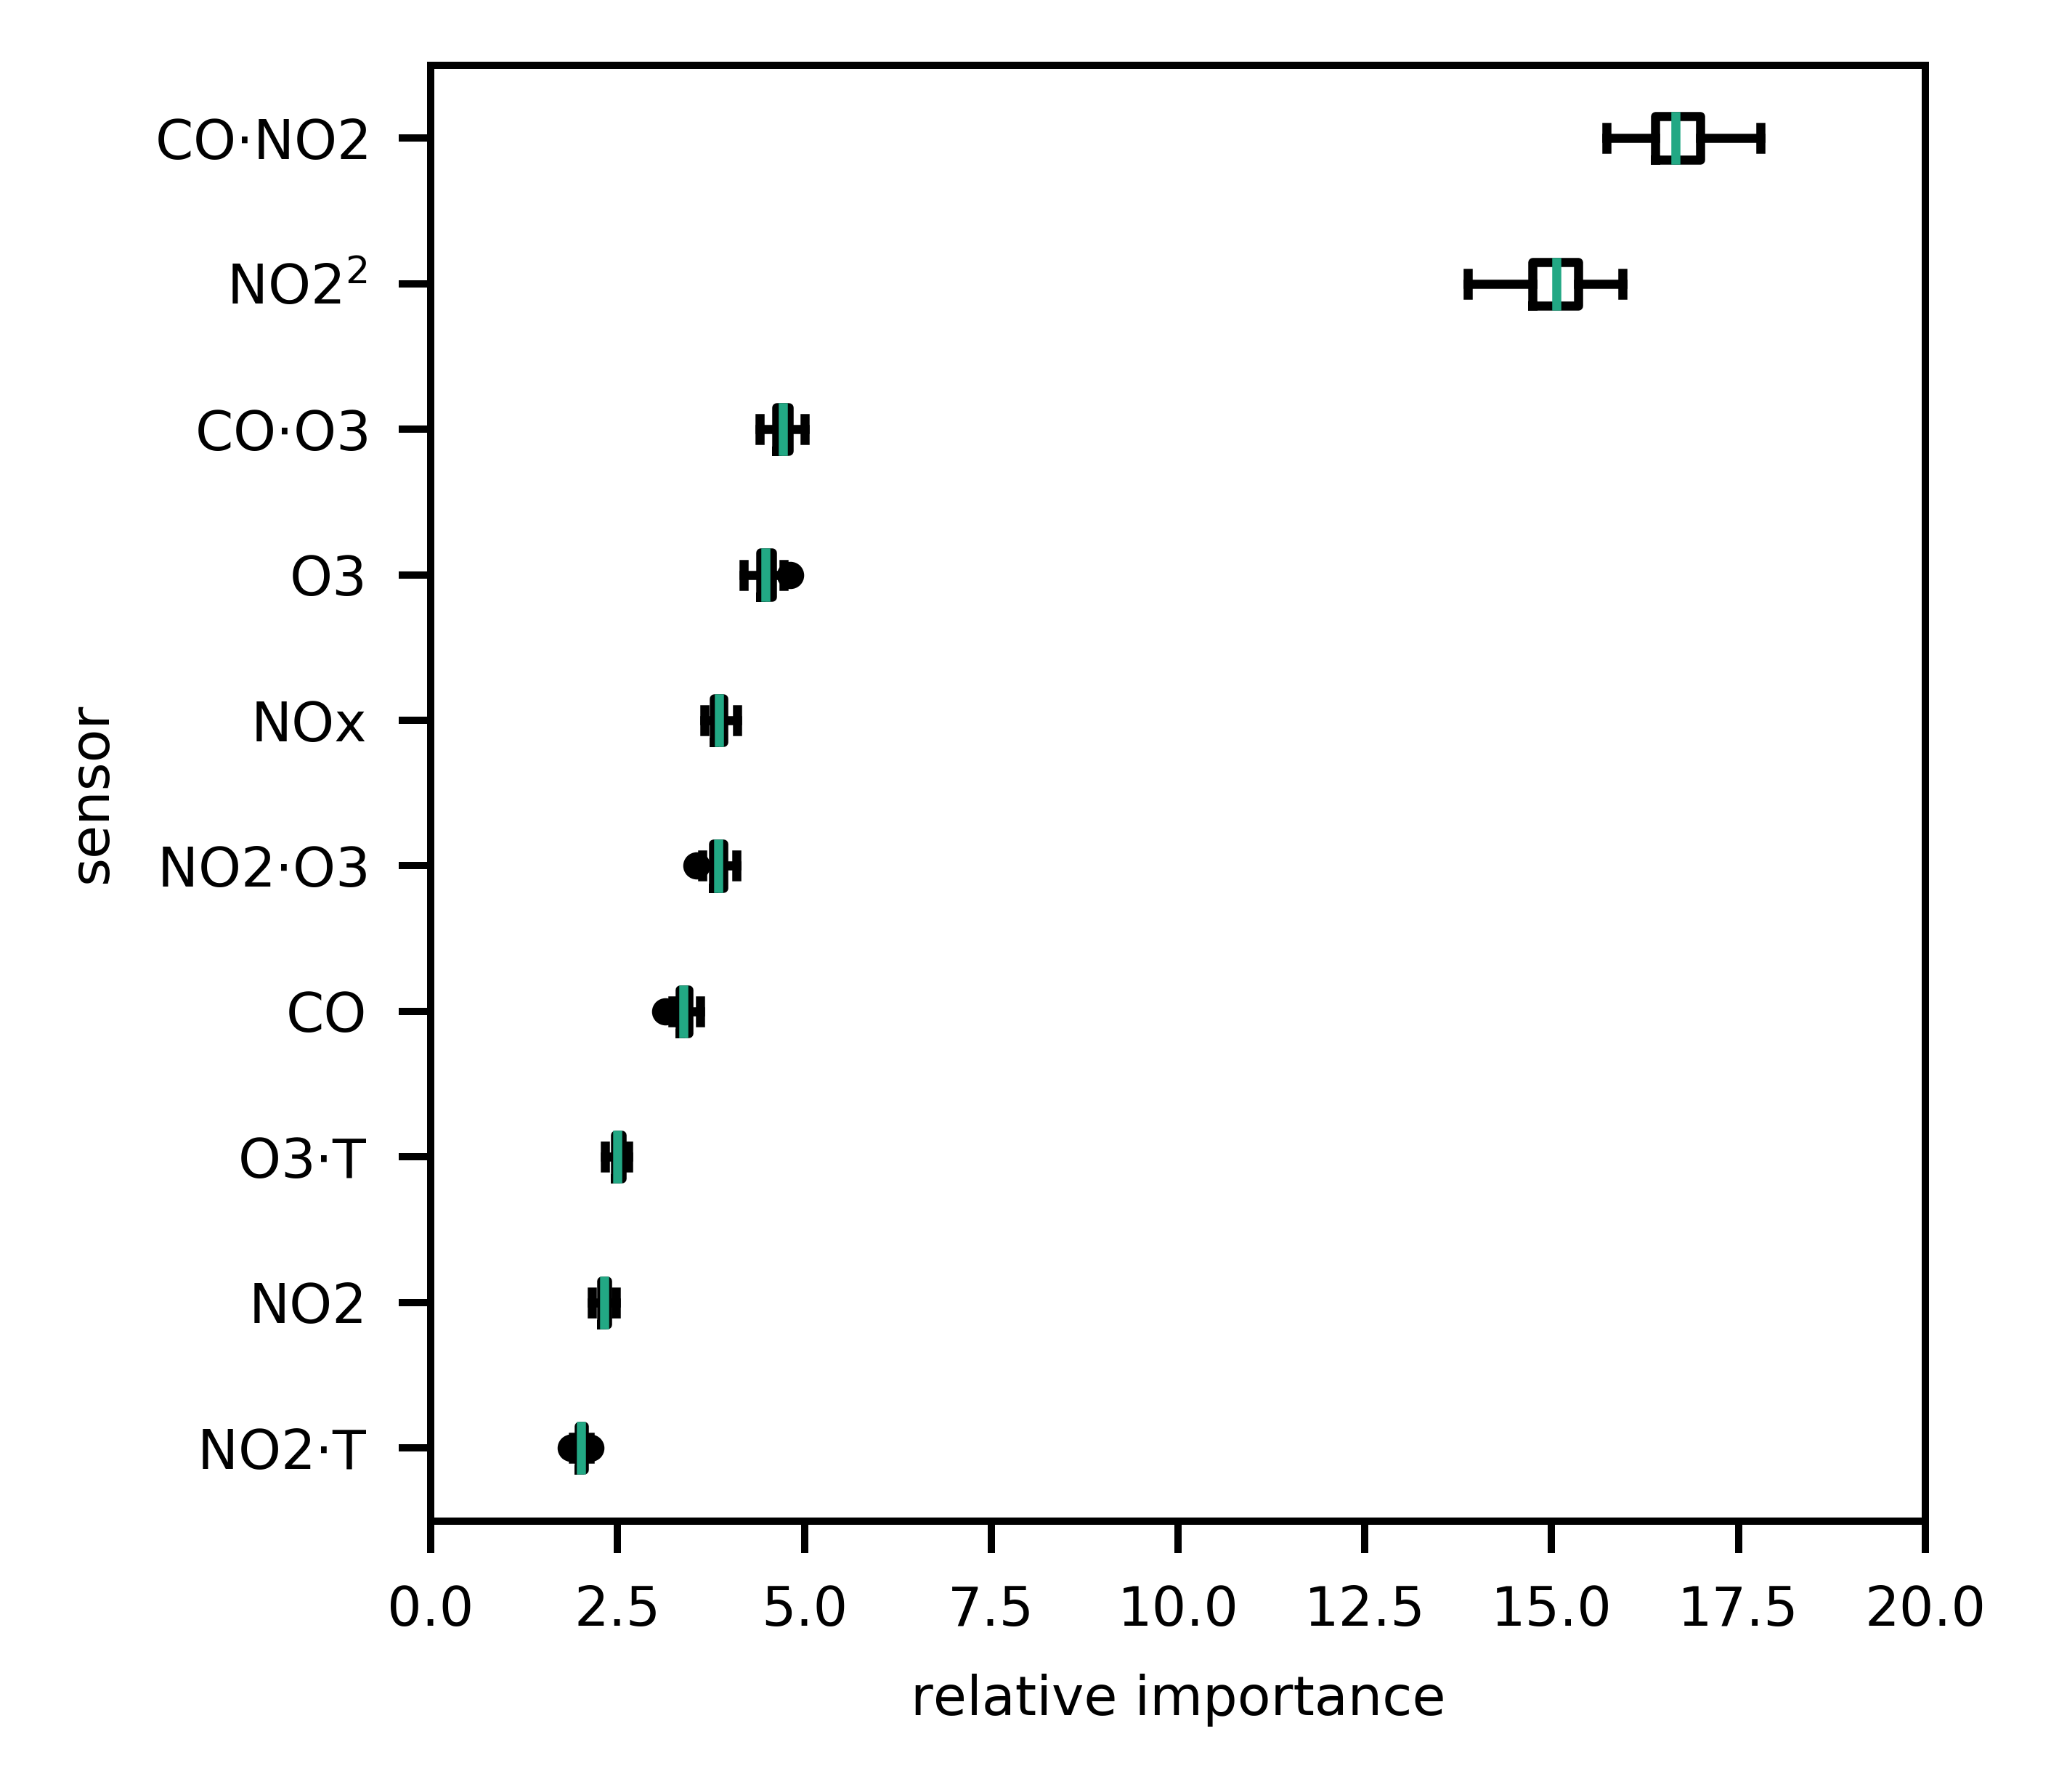 CO·NO2
NO2²
CO·O3
O3
NOx
NO2·O3
CO
O3·T
NO2
NO2·T
sensor
0.0 2.5 5.0 7.5 10.0 12.5 15.0 17.5 20.0
relative importance